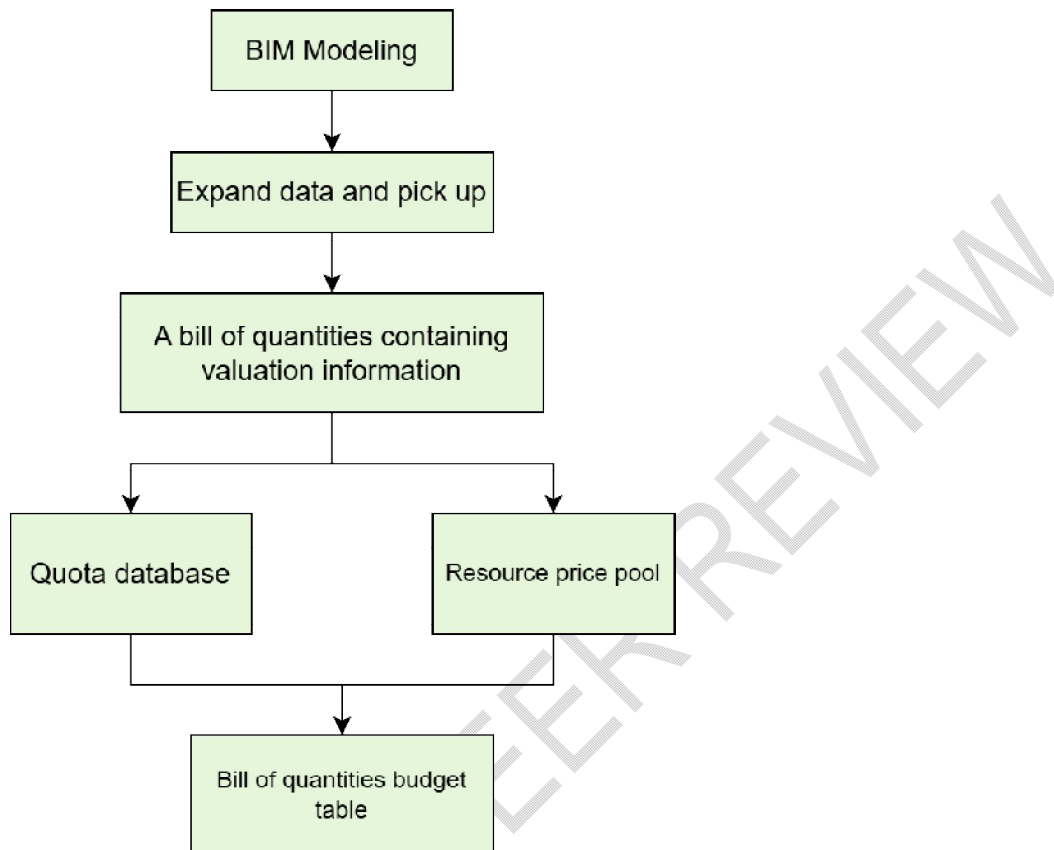 BIM Modeling
Expand data and pick up
A bill of quantities containing
valuation information
Quota database
Resource price pool
Bill of quantities budget
table
EER REVIEW